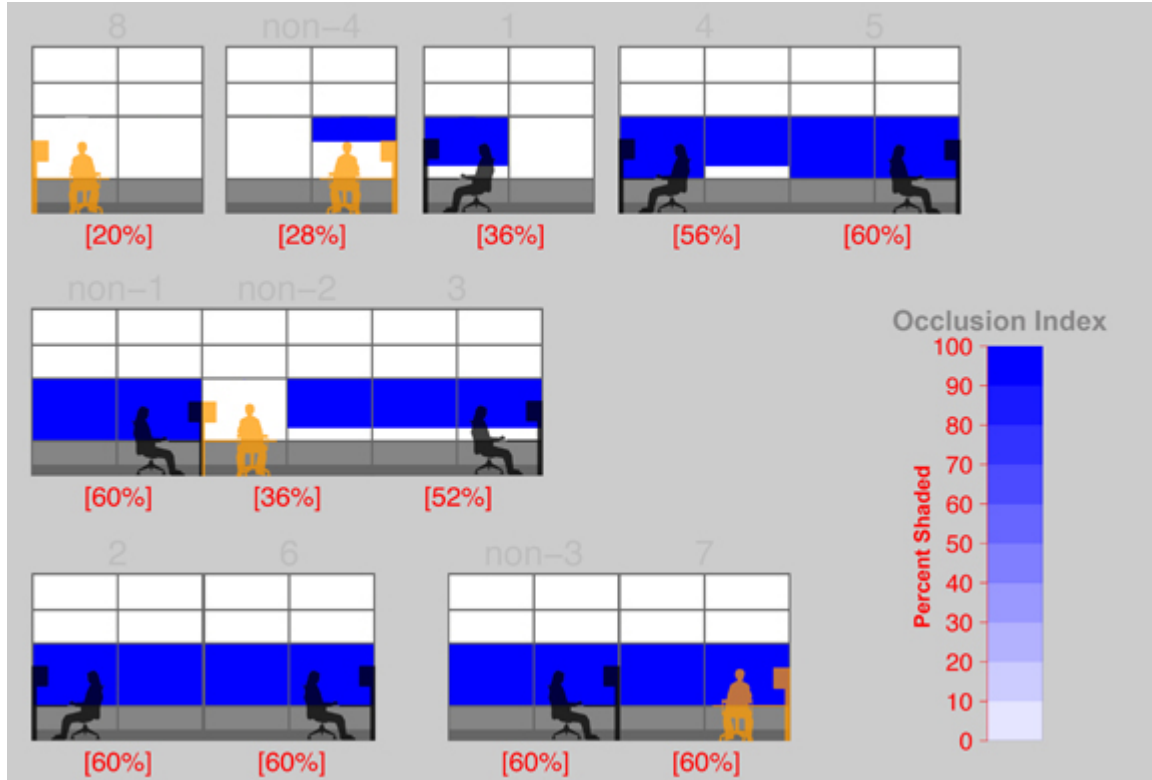 8 non-4 1 4 5
[20%] [28%] [36%] [56%] [60%]
non-1 non-2 3
[60%] [36%] [52%]
Occlusion Index
100
90
80
70
60
50
40
30
20
10
0
Percent Shaded
2 6 non-3 7
[60%] [60%] [60%] [60%]